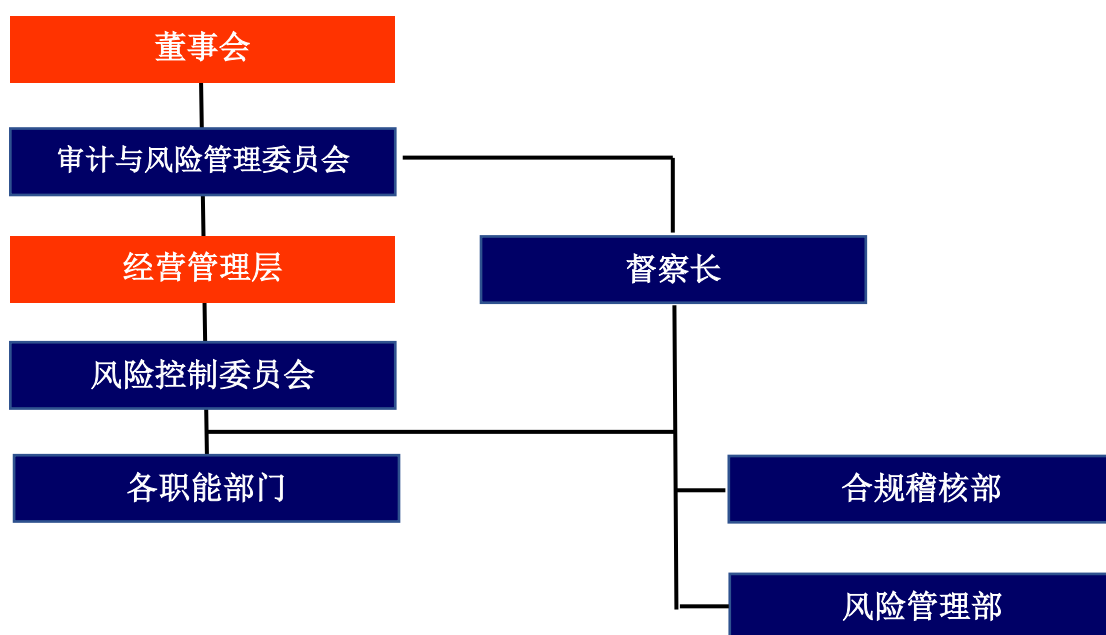 董事会
审计与风险管理委员会
经营管理层
督察长
风险控制委员会
各职能部门
合规稽核部
风险管理部